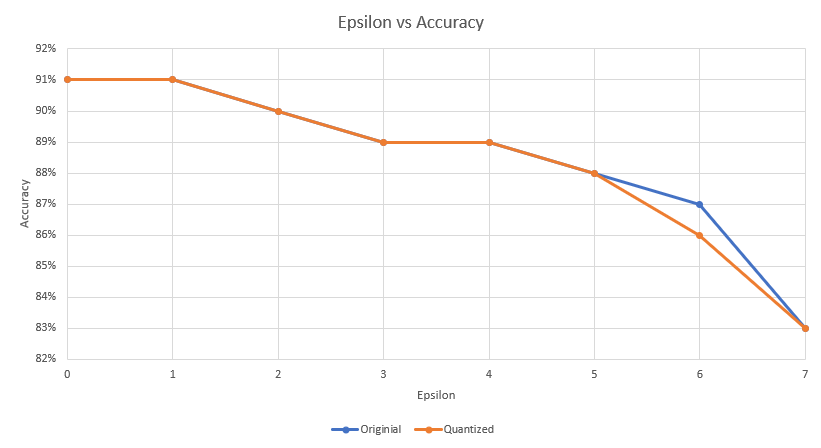 Epsilon vs Accuracy
92%
91%
90%
89%
88%
87%
86%
85%
84%
83%
82%
Accuracy
0 1 2 3 4 5 6 7
Epsilon
Originial Quantized